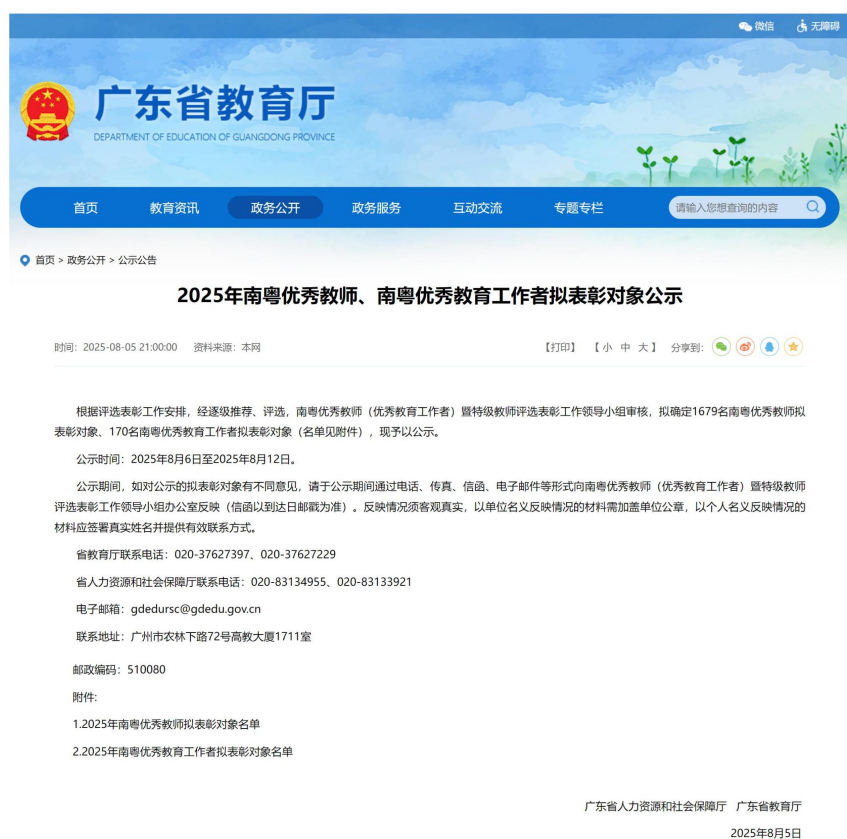 微信 无障碍
广东省教育厅
DEPARTMENT OF EDUCATION OF GUANGDONG PROVINCE
首页 教育资讯 政务公开 政务服务 互动交流 专题专栏 请输入您想查询的内容
首页 > 政务公开 > 公示公告
2025年南粤优秀教师、南粤优秀教育工作者拟表彰对象公示
时间：2025-08-05 21:00:00 资料来源：本网 【打印】 【 小 中 大 】 分享到：
根据评选表彰工作安排，经逐级推荐、评选，南粤优秀教师（优秀教育工作者）暨特级教师评选表彰工作领导小组审核，拟确定1679名南粤优秀教师拟
表彰对象、170名南粤优秀教育工作者拟表彰对象（名单见附件），现予以公示。
公示时间：2025年8月6日至2025年8月12日。
公示期间，如对公示的拟表彰对象有不同意见，请于公示期间通过电话、传真、信函、电子邮件等形式向南粤优秀教师（优秀教育工作者）暨特级教师
评选表彰工作领导小组办公室反映（信函以到达日邮戳为准）。反映情况须客观真实，以单位名义反映情况的材料需加盖单位公章，以个人名义反映情况的
材料应签署真实姓名并提供有效联系方式。
省教育厅联系电话：020-37627397、020-37627229
省人力资源和社会保障厅联系电话：020-83134955、020-83133921
电子邮箱：gdedursc@gdedu.gov.cn
联系地址：广州市农林下路72号高教大厦1711室
邮政编码：510080
附件:
1.2025年南粤优秀教师拟表彰对象名单
2.2025年南粤优秀教育工作者拟表彰对象名单
广东省人力资源和社会保障厅 广东省教育厅
2025年8月5日